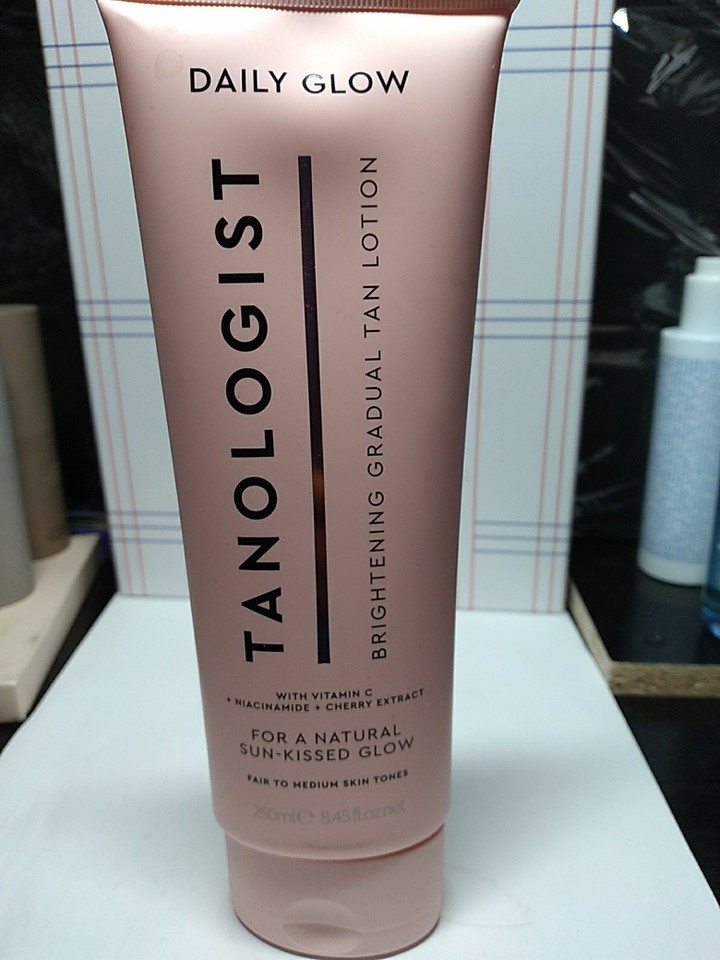 DAILY GLOW
TANOLOGIST
BRIGHTENING GRADUAL TAN LOTION
WITH VITAMIN C
+ NIACINAMIDE + CHERRY EXTRACT
FOR A NATURAL
SUN-KISSED GLOW
FAIR TO MEDIUM SKIN TONES
250ml℮ 8.45 fl.oz net